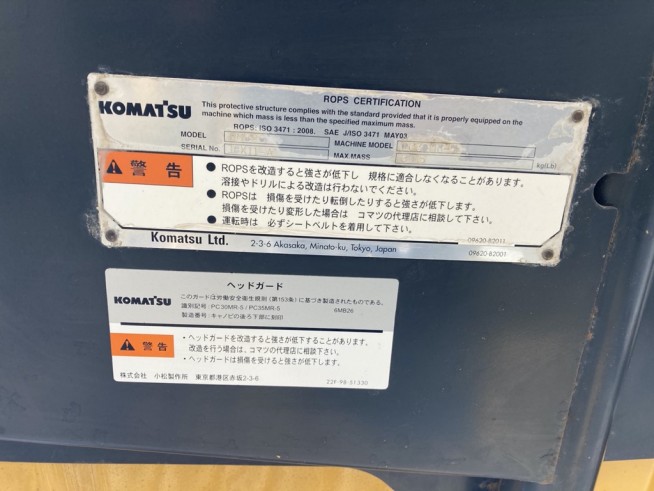 KOMATSU
ROPS CERTIFICATION
This protective structure complies with the standard provided that it is properly equipped on the
machine which mass is less than the specified maximum mass.
ROPS: ISO 3471 : 2008. SAE J/ISO 3471 MAY03
MODEL
MACHINE MODEL
SERIAL No.
MAX.MASS
kg(Lb)
警告
● ROPSを改造すると強さが低下し 規格に適合しなくなることがあります。
溶接やドリルによる改造は行わないでください。
● ROPSは 損傷を受けたり転倒したりすると強さが低下します。
損傷を受けたり変形した場合は コマツの代理店に相談して下さい。
● 運転時は 必ずシートベルトを着用して下さい。
09630-82011
Komatsu Ltd. 2-3-6 Akasaka, Minato-ku, Tokyo, Japan
09620-82001
ヘッドガード
KOMATSU
このガードは労働安全衛生規則(第153条)に基づき製造されたものである。
識別記号:PC30MR-5/PC35MR-5 6MB26
製造番号:キャノピの後ろ下部に刻印
警告
・ヘッドガードを改造すると強さが低下することがあります。
改造を行う場合は、コマツの代理店に相談下さい。
・ヘッドガードは損傷を受けると強さが低下します。
株式会社 小松製作所 東京都港区赤坂2-3-6
22F-98-51330